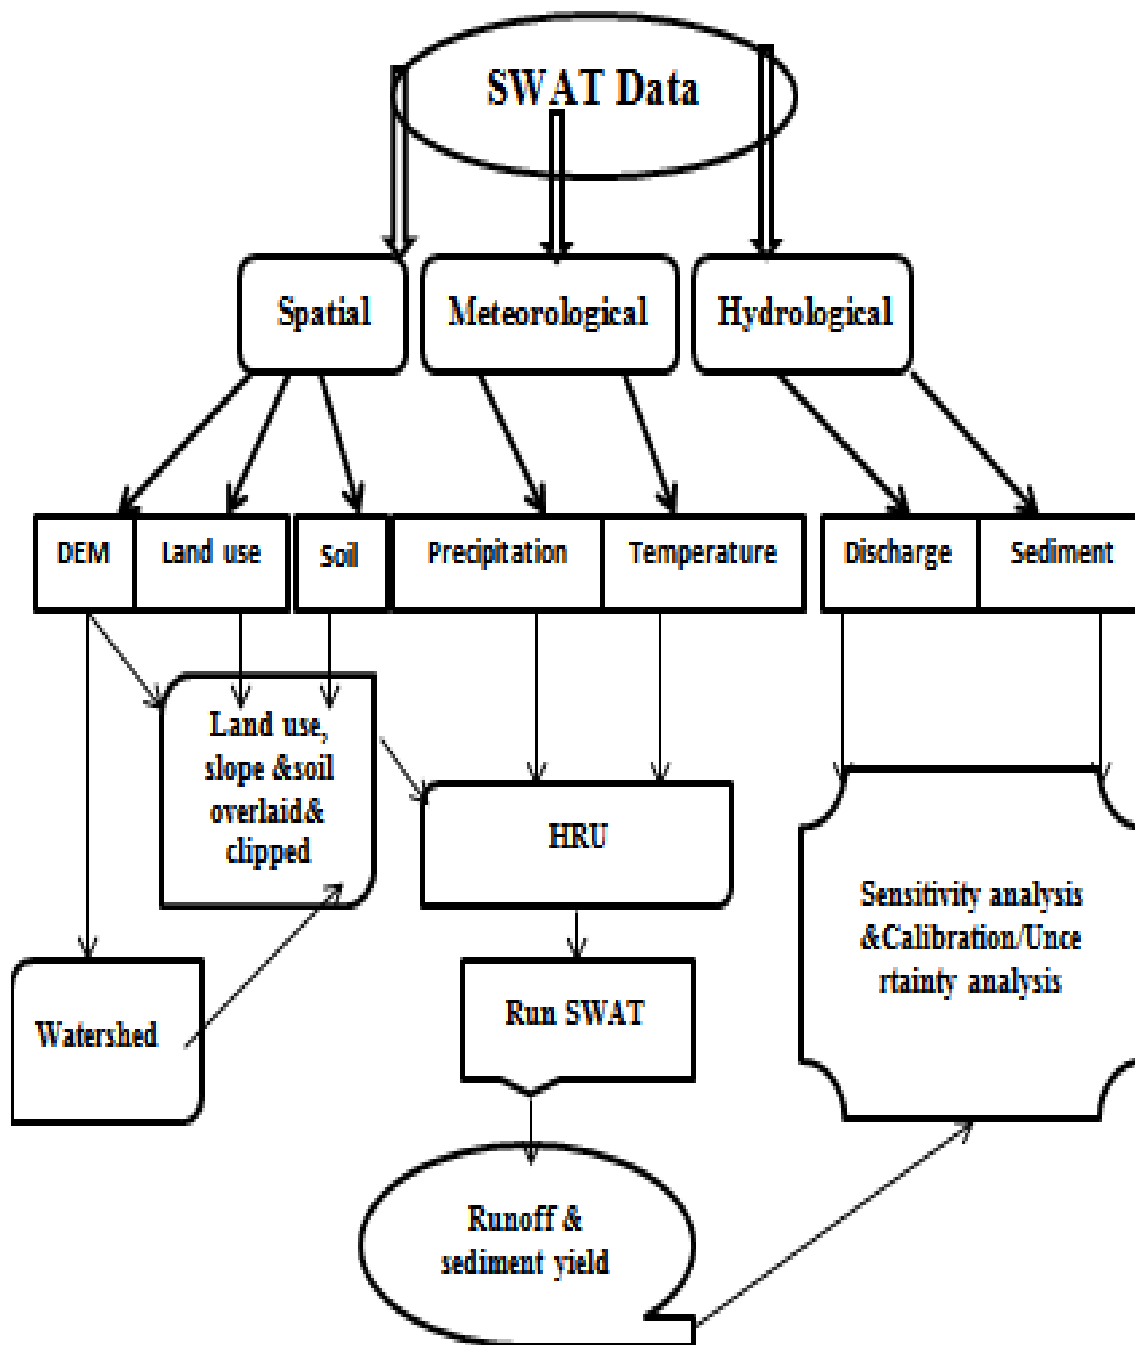 SWAT Data
Spatial
Meteorological
Hydrological
DEM
Land use
Soil
Precipitation
Temperature
Discharge
Sediment
Land use,
slope &soil
overlaid&
clipped
HRU
Sensitivity analysis
&Calibration/Unce
rtainty analysis
Watershed
Run SWAT
Runoff &
sediment yield